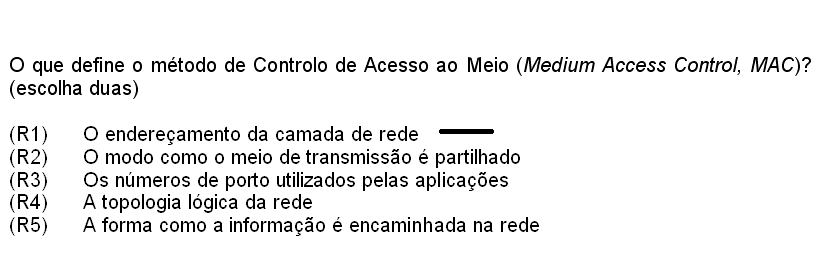 O que define o método de Controlo de Acesso ao Meio (Medium Access Control, MAC)?
(escolha duas)
(R1) O endereçamento da camada de rede
(R2) O modo como o meio de transmissão é partilhado
(R3) Os números de porto utilizados pelas aplicações
(R4) A topologia lógica da rede
(R5) A forma como a informação é encaminhada na rede